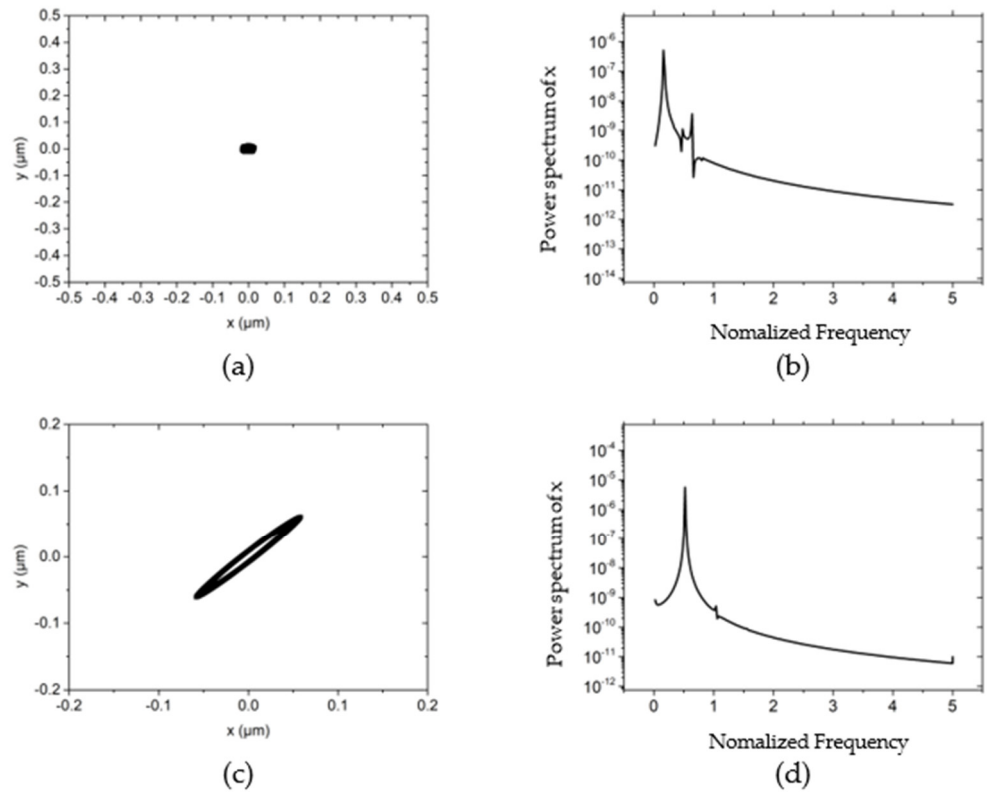 0.5
0.4
0.3
0.2
0.1
0.0
-0.1
-0.2
-0.3
-0.4
-0.5
y (μm)
-0.5 -0.4 -0.3 -0.2 -0.1 0.0 0.1 0.2 0.3 0.4 0.5
x (μm)
(a)
10⁻⁶
10⁻⁷
10⁻⁸
10⁻⁹
10⁻¹⁰
10⁻¹¹
10⁻¹²
10⁻¹³
10⁻¹⁴
Power spectrum of x
0 1 2 3 4 5
Nomalized Frequency
(b)
0.2
0.1
0.0
-0.1
-0.2
y (μm)
-0.2 -0.1 0.0 0.1 0.2
x (μm)
(c)
10⁻⁴
10⁻⁵
10⁻⁶
10⁻⁷
10⁻⁸
10⁻⁹
10⁻¹⁰
10⁻¹¹
10⁻¹²
Power spectrum of x
0 1 2 3 4 5
Nomalized Frequency
(d)